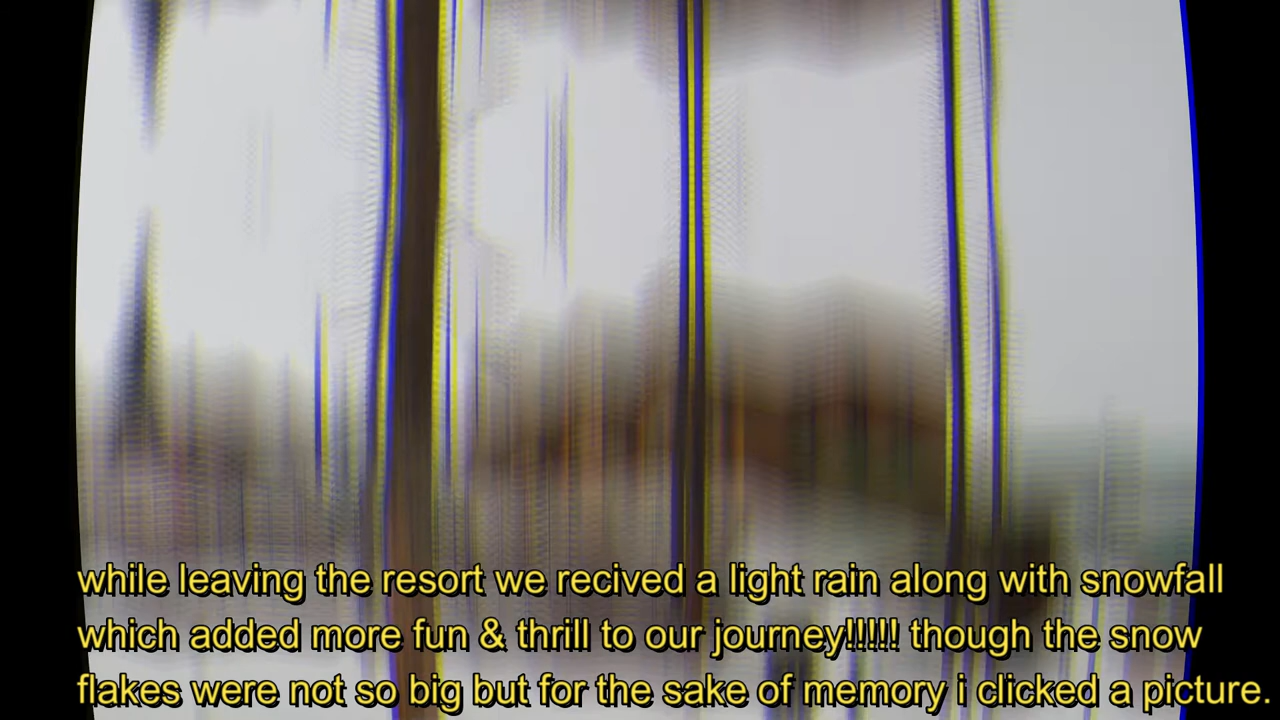 while leaving the resort we recived a light rain along with snowfall
which added more fun & thrill to our journey!!!!! though the snow
flakes were not so big but for the sake of memory i clicked a picture.